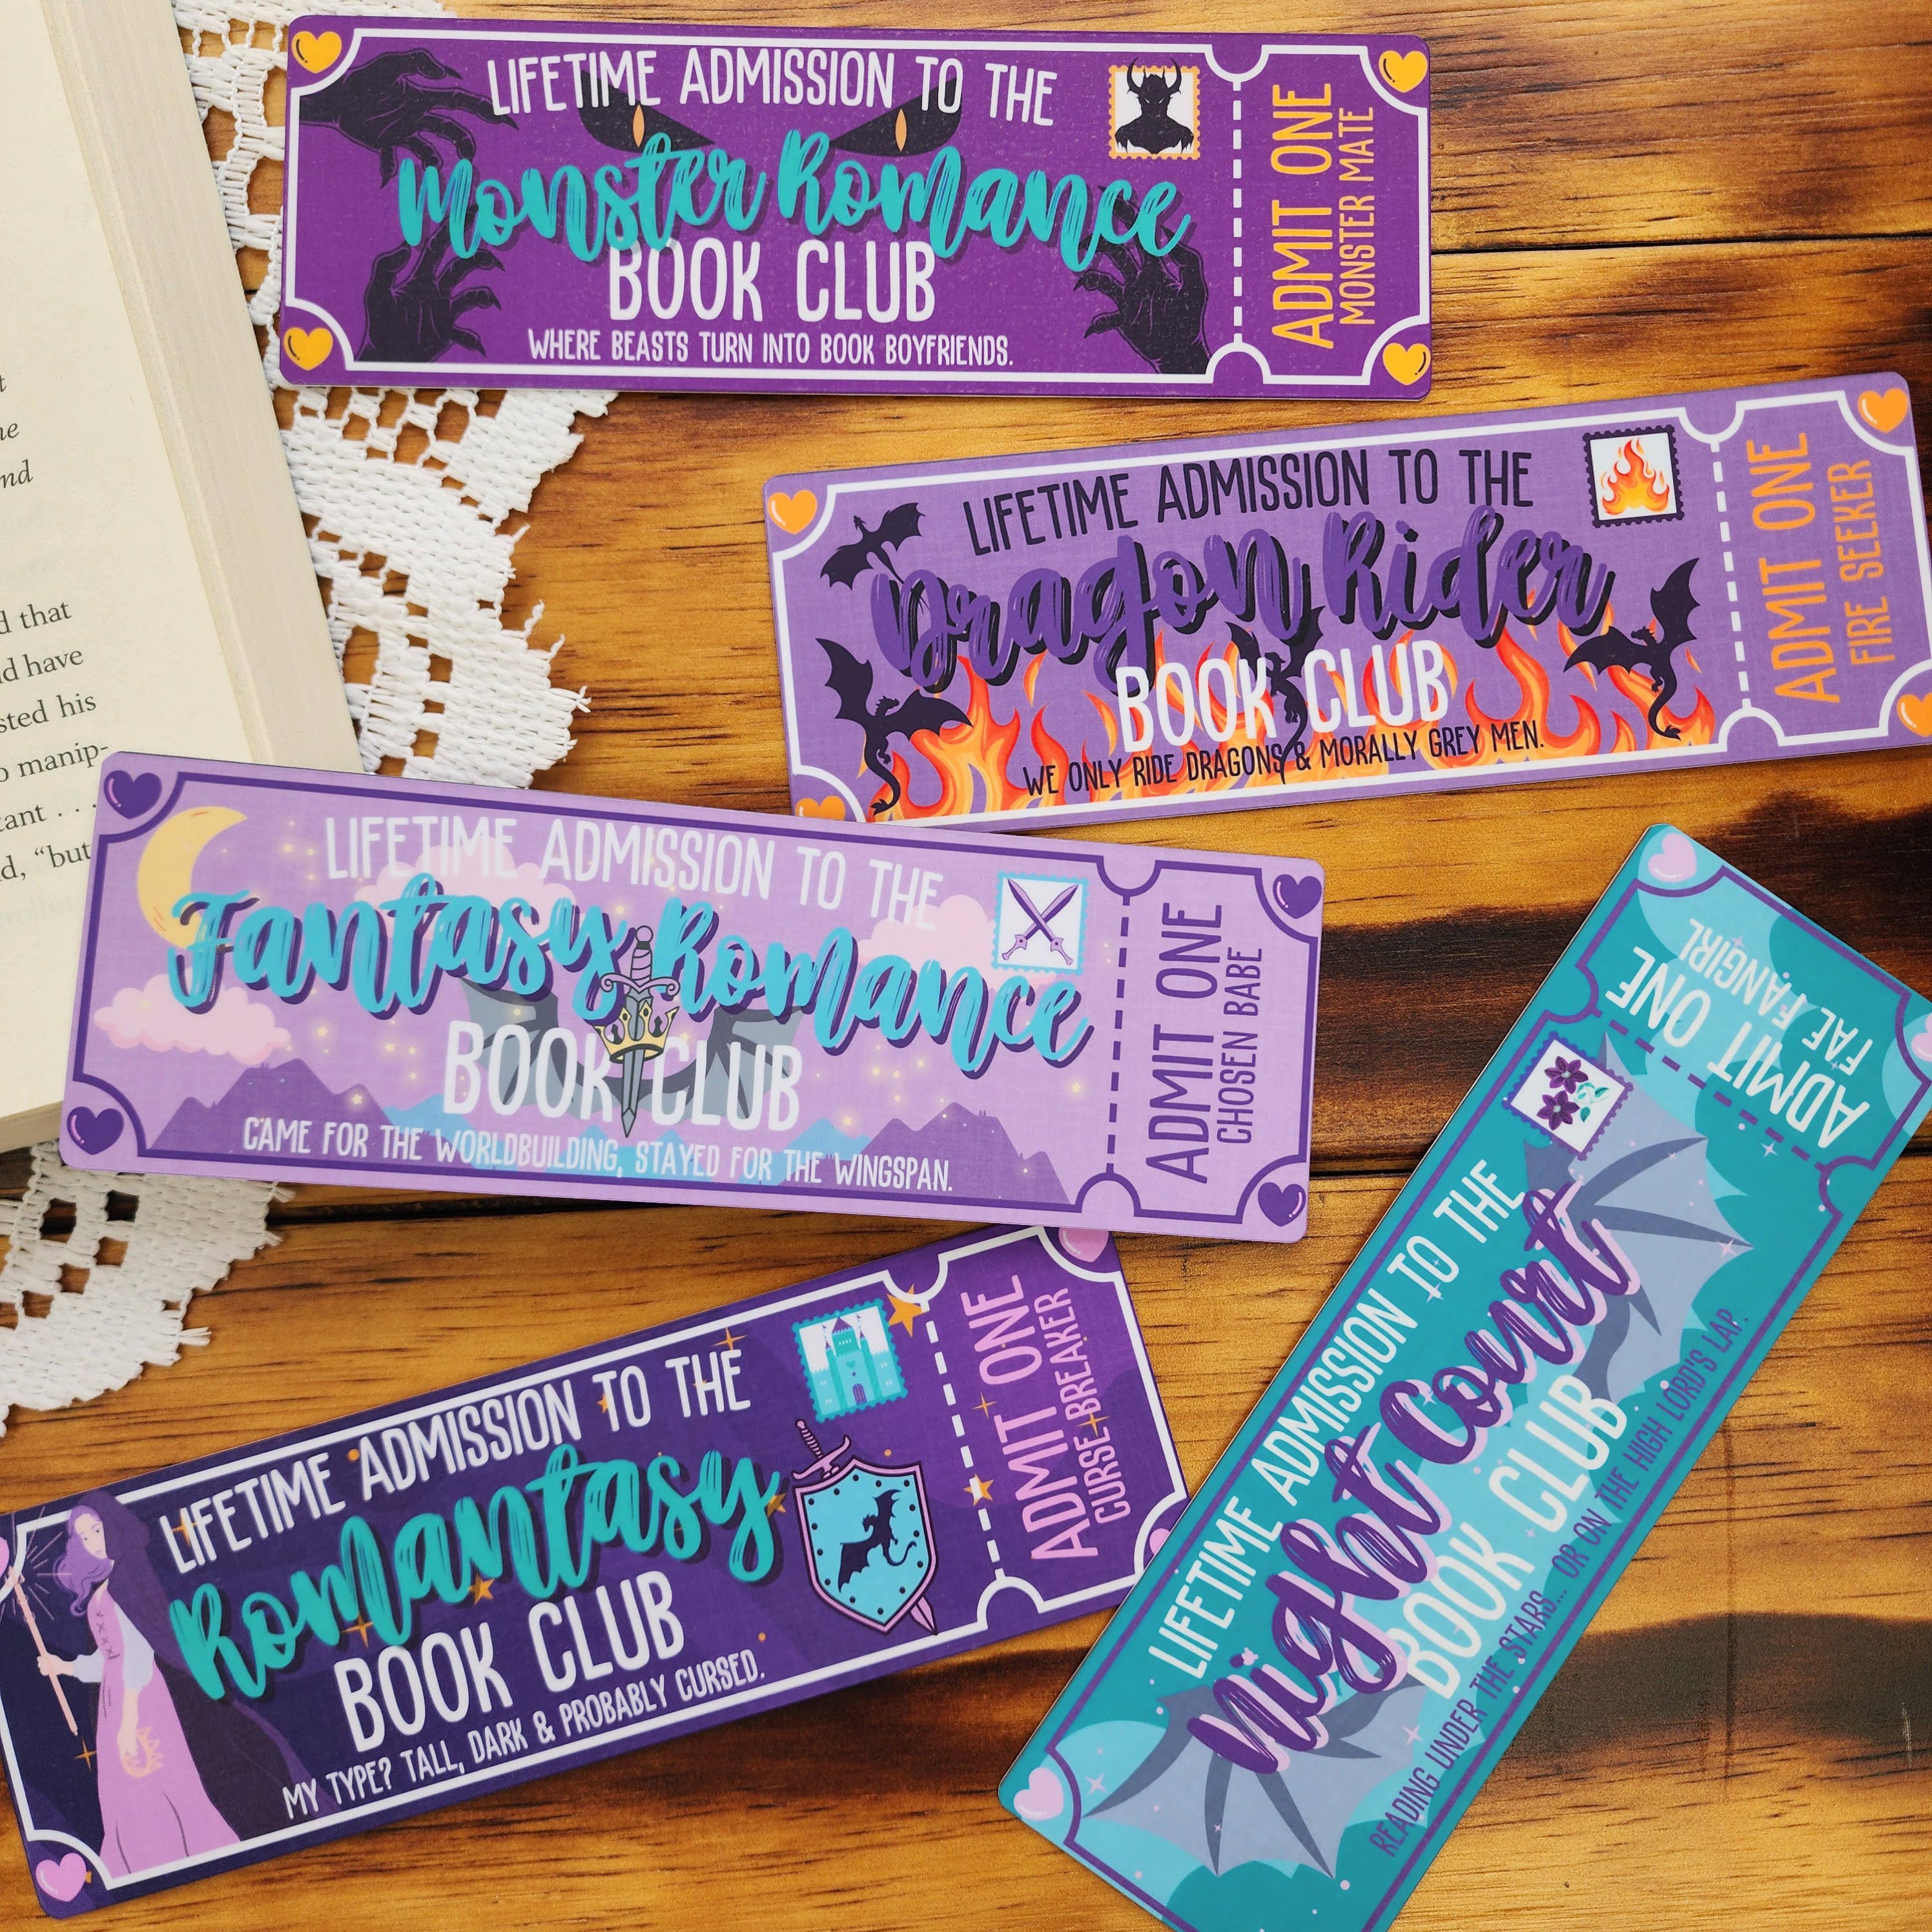 LIFETIME ADMISSION TO THE
Monster Romance
BOOK CLUB
WHERE BEASTS TURN INTO BOOK BOYFRIENDS.
ADMIT ONE
MONSTER MATE
LIFETIME ADMISSION TO THE
Dragon Rider
BOOK CLUB
WE ONLY RIDE DRAGONS & MORALLY GREY MEN.
ADMIT ONE
FIRE SEEKER
nd
d that
d have
sted his
o manip-
tant . . .
d, “but
LIFETIME ADMISSION TO THE
Fantasy Romance
BOOK CLUB
CAME FOR THE WORLDBUILDING, STAYED FOR THE WINGSPAN.
ADMIT ONE
CHOSEN BABE
LIFETIME ADMISSION TO THE
Romantasy
BOOK CLUB
MY TYPE? TALL, DARK & PROBABLY CURSED.
ADMIT ONE
CURSE BREAKER
LIFETIME ADMISSION TO THE
Night Court
BOOK CLUB
READING UNDER THE STARS... OR ON THE HIGH LORD'S LAP.
ADMIT ONE
FAE FANGIRL